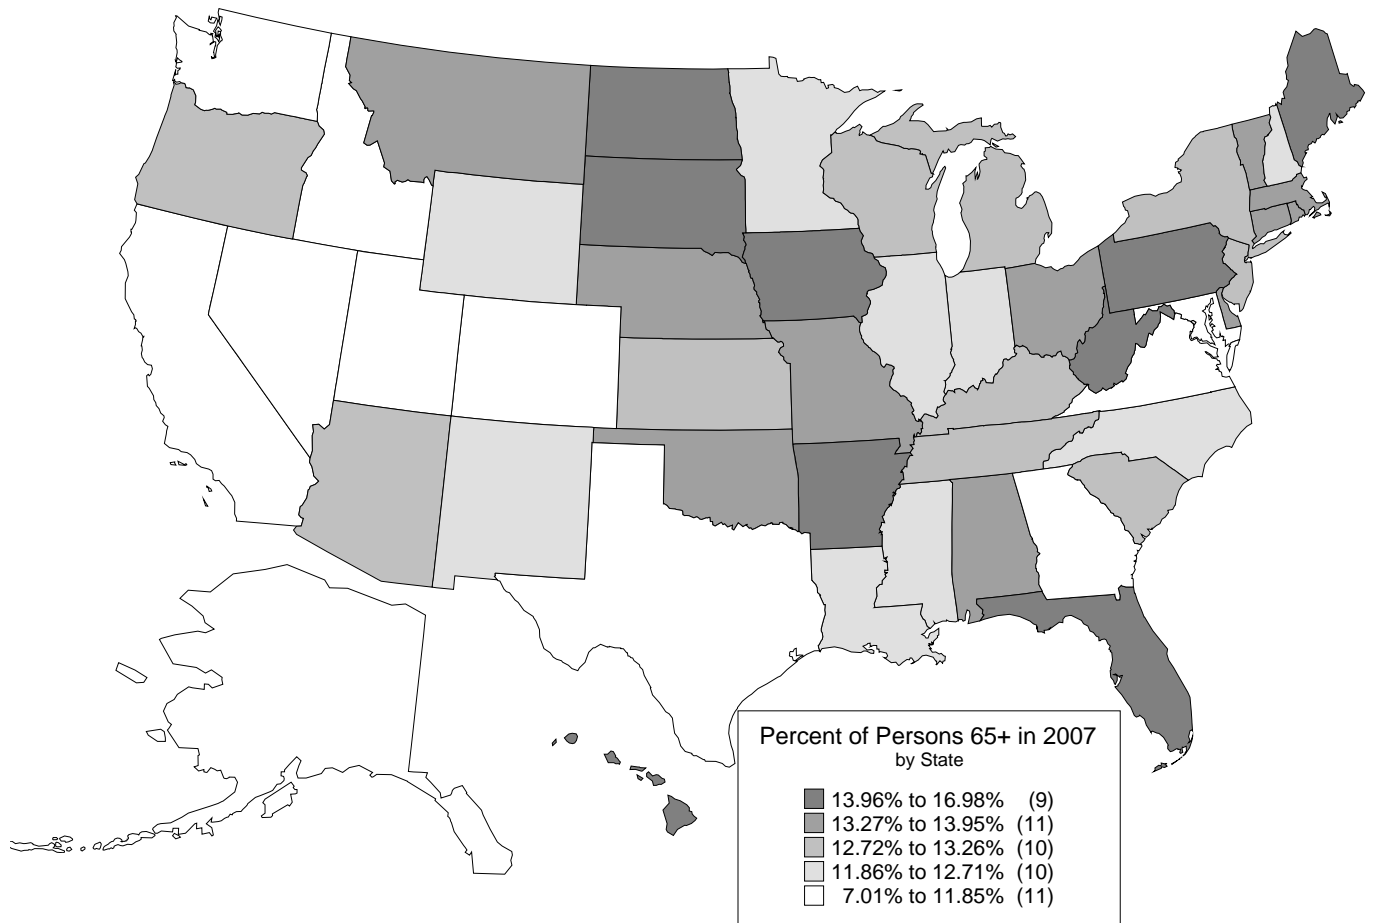 Percent of Persons 65+ in 2007
by State
13.96% to 16.98% (9)
13.27% to 13.95% (11)
12.72% to 13.26% (10)
11.86% to 12.71% (10)
7.01% to 11.85% (11)